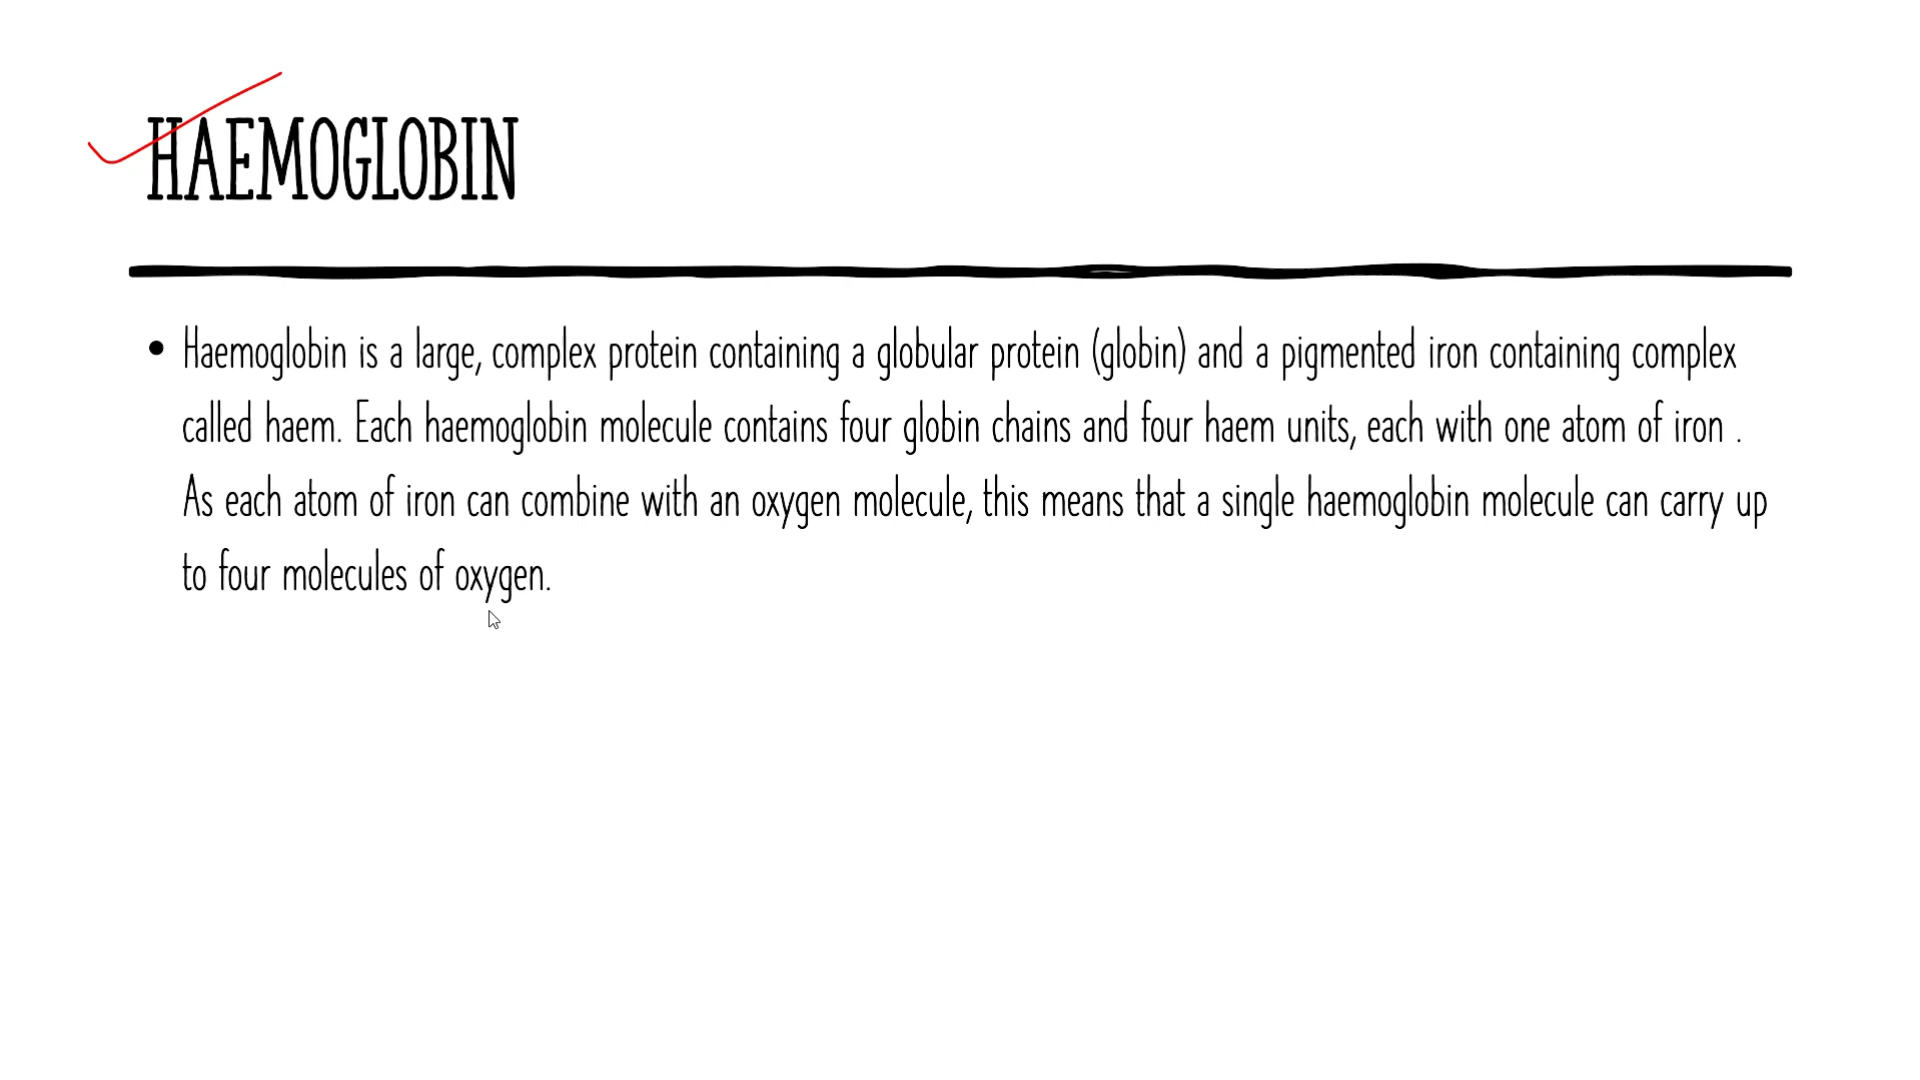 HAEMOGLOBIN
• Haemoglobin is a large, complex protein containing a globular protein (globin) and a pigmented iron containing complex
called haem. Each haemoglobin molecule contains four globin chains and four haem units, each with one atom of iron .
As each atom of iron can combine with an oxygen molecule, this means that a single haemoglobin molecule can carry up
to four molecules of oxygen.